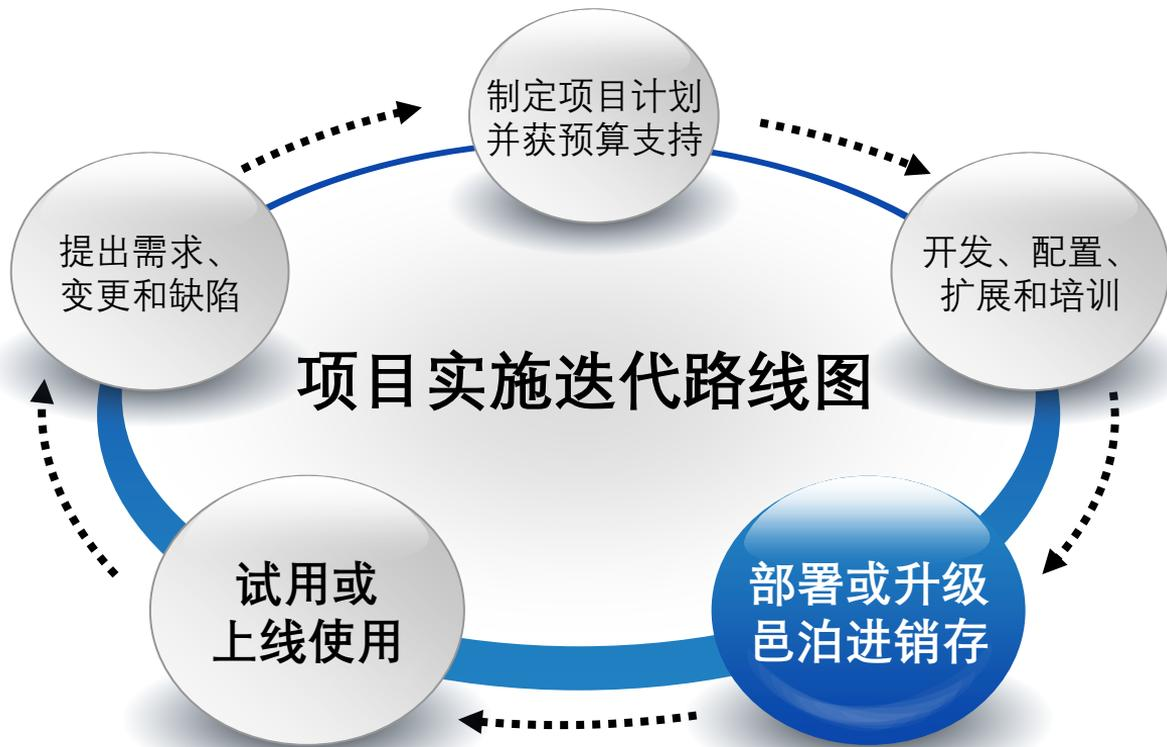 制定项目计划
并获预算支持
提出需求、
变更和缺陷
开发、配置、
扩展和培训
项目实施迭代路线图
试用或
上线使用
部署或升级
邑泊进销存